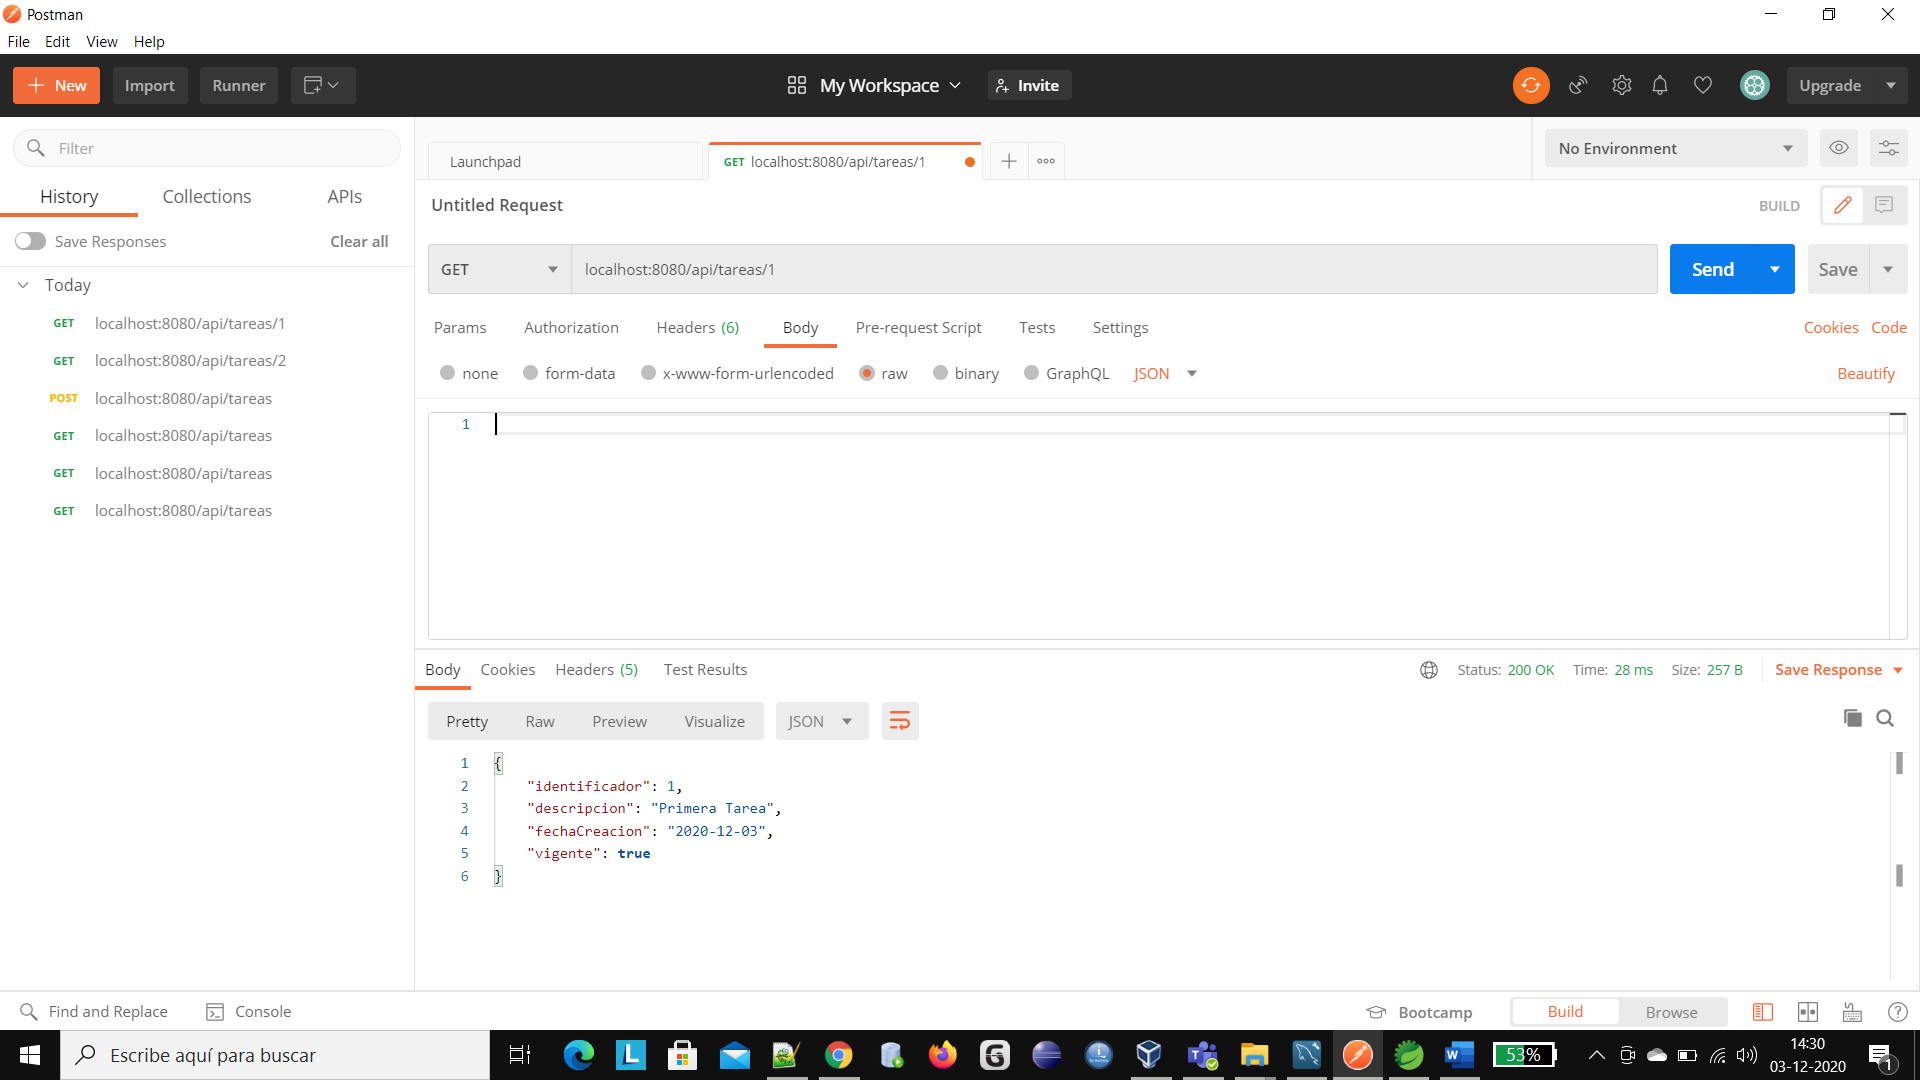 Postman
File Edit View Help
New Import Runner My Workspace Invite Upgrade
Filter
History Collections APIs
Save Responses Clear all
Today
GET localhost:8080/api/tareas/1
GET localhost:8080/api/tareas/2
POST localhost:8080/api/tareas
GET localhost:8080/api/tareas
GET localhost:8080/api/tareas
GET localhost:8080/api/tareas
Launchpad GET localhost:8080/api/tareas/1 No Environment
Untitled Request BUILD
GET localhost:8080/api/tareas/1 Send Save
Params Authorization Headers (6) Body Pre-request Script Tests Settings Cookies Code
none form-data x-www-form-urlencoded raw binary GraphQL JSON Beautify
1
Body Cookies Headers (5) Test Results Status: 200 OK Time: 28 ms Size: 257 B Save Response
Pretty Raw Preview Visualize JSON
1 {
2 "identificador": 1,
3 "descripcion": "Primera Tarea",
4 "fechaCreacion": "2020-12-03",
5 "vigente": true
6 }
Find and Replace Console Bootcamp Build Browse
Escribe aquí para buscar 53% 14:30
03-12-2020 1